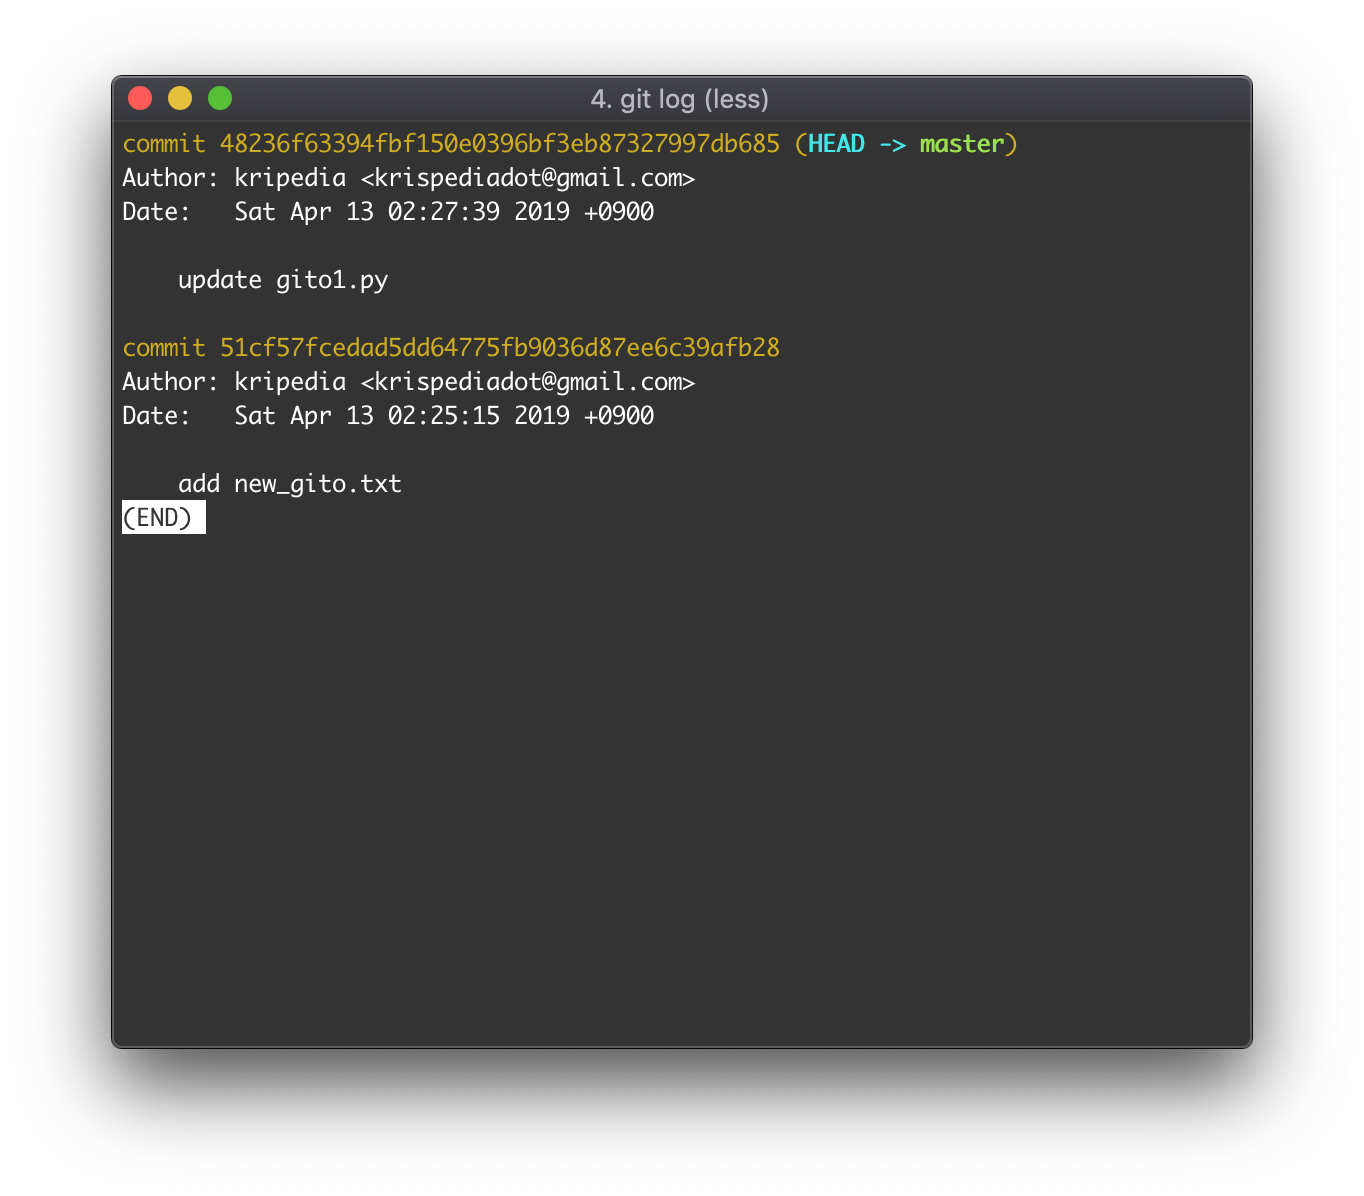 4. git log (less)
commit 48236f63394fbf150e0396bf3eb87327997db685 (HEAD -> master)
Author: kripedia <krispediadot@gmail.com>
Date:   Sat Apr 13 02:27:39 2019 +0900
    update gito1.py
commit 51cf57fcedad5dd64775fb9036d87ee6c39afb28
Author: kripedia <krispediadot@gmail.com>
Date:   Sat Apr 13 02:25:15 2019 +0900
    add new_gito.txt
(END)